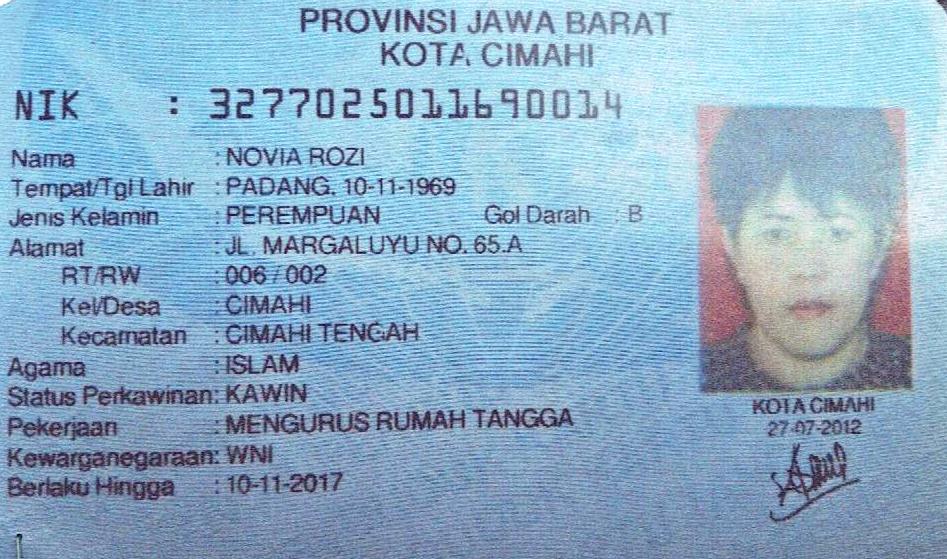 PROVINSI JAWA BARAT
KOTA CIMAHI
NIK : 3277025011690014
Nama : NOVIA ROZI
Tempat/Tgl Lahir : PADANG, 10-11-1969
Jenis Kelamin : PEREMPUAN Gol Darah : B
Alamat : JL. MARGALUYU NO. 65.A
RT/RW : 006 / 002
Kel/Desa : CIMAHI
Kecamatan : CIMAHI TENGAH
Agama : ISLAM
Status Perkawinan: KAWIN
Pekerjaan : MENGURUS RUMAH TANGGA
Kewarganegaraan: WNI
Berlaku Hingga : 10-11-2017
KOTA CIMAHI
27-07-2012